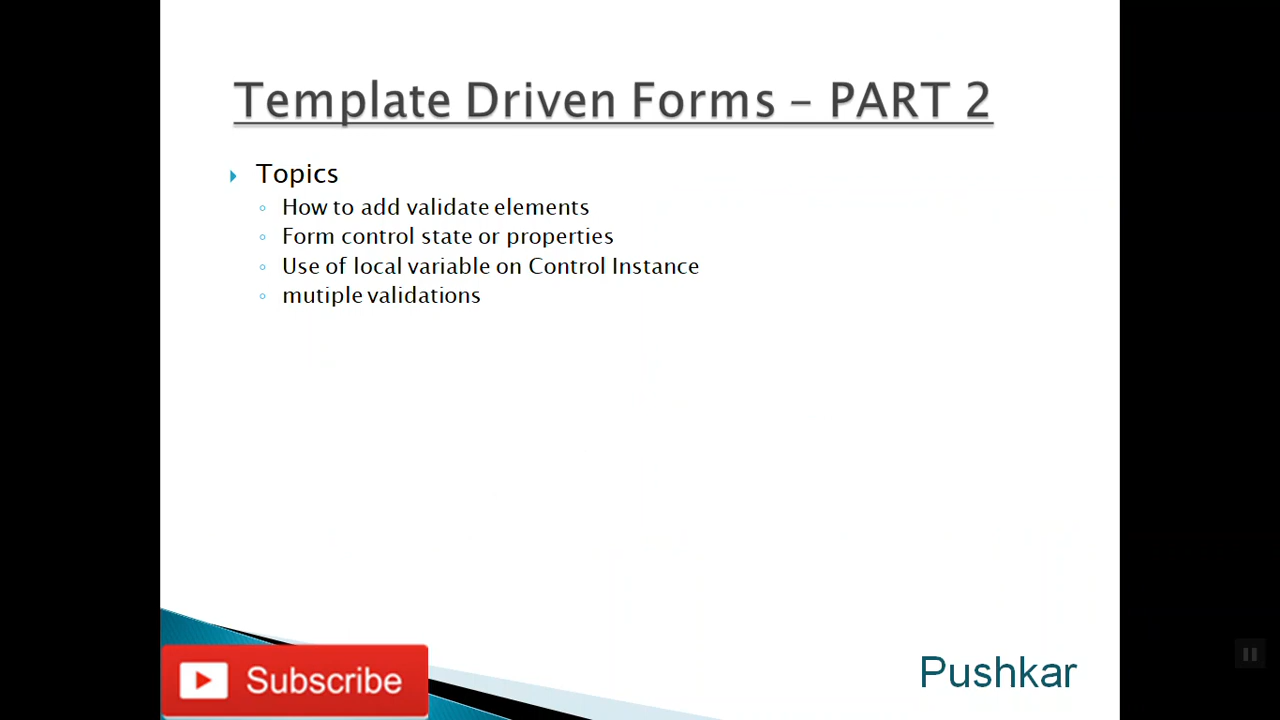 Template Driven Forms – PART 2
Topics
How to add validate elements
Form control state or properties
Use of local variable on Control Instance
mutiple validations
Subscribe
Pushkar